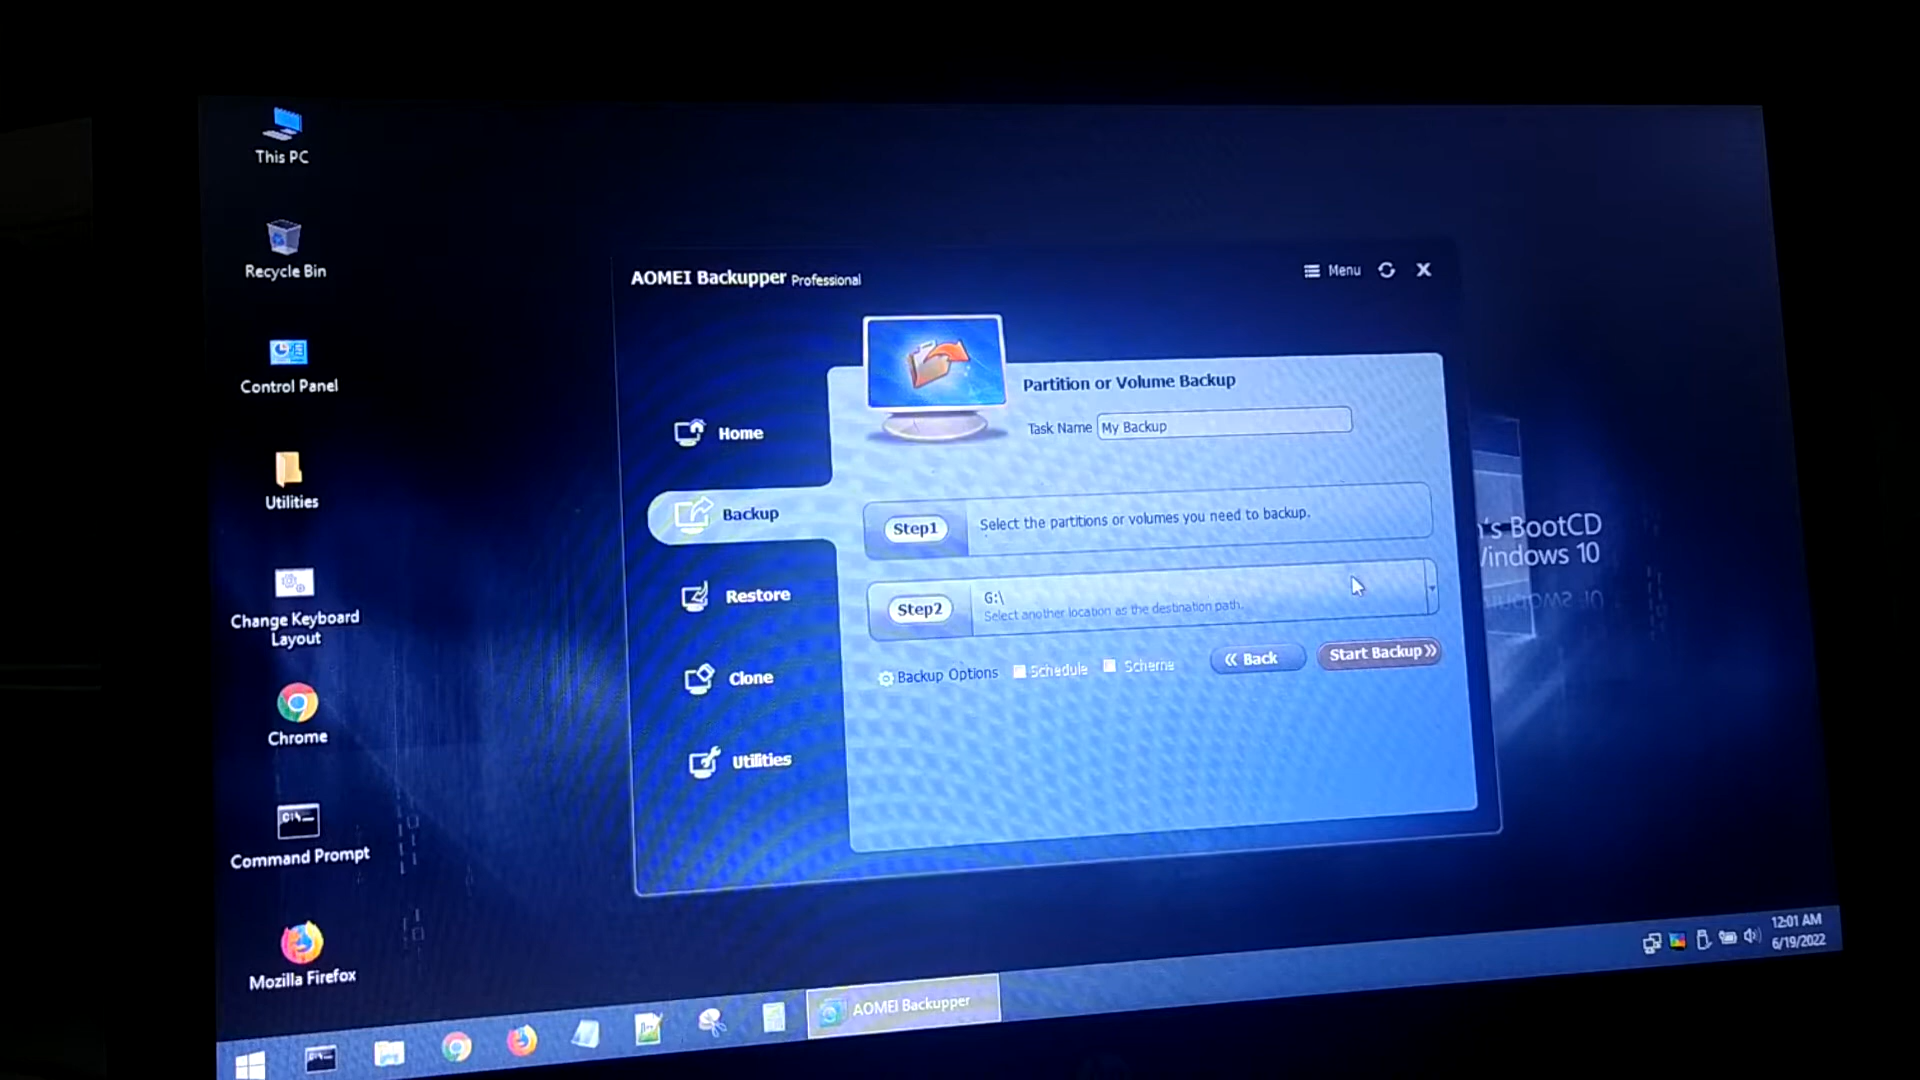 This PC
Recycle Bin
Control Panel
Utilities
Change Keyboard
Layout
Chrome
Command Prompt
Mozilla Firefox
AOMEI Backupper Professional
Menu
Home
Backup
Restore
Clone
Utilities
Partition or Volume Backup
Task Name My Backup
Step1 Select the partitions or volumes you need to backup.
Step2 G:\
Select another location as the destination path.
Backup Options Schedule Scheme Back Start Backup
's BootCD
Windows 10
AOMEI Backupper
12:01 AM
6/19/2022